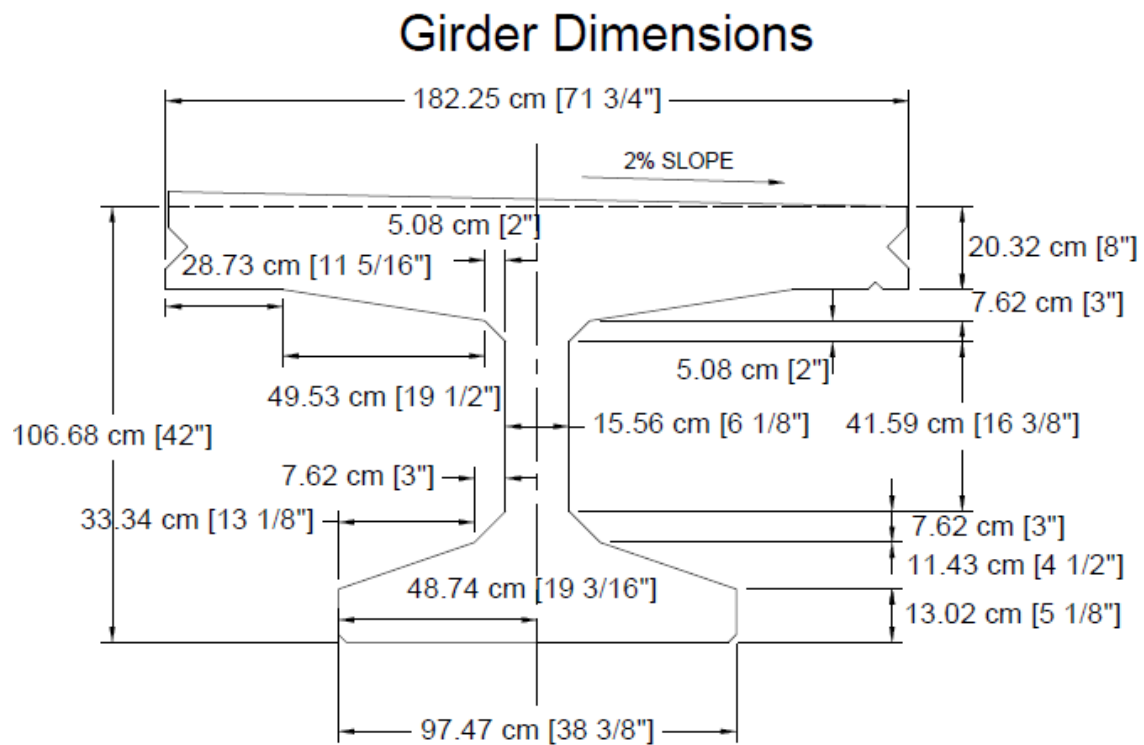 Girder Dimensions
182.25 cm [71 3/4"]
2% SLOPE
5.08 cm [2"]
20.32 cm [8"]
28.73 cm [11 5/16"]
7.62 cm [3"]
5.08 cm [2"]
49.53 cm [19 1/2"]
106.68 cm [42"]
15.56 cm [6 1/8"]
41.59 cm [16 3/8"]
7.62 cm [3"]
33.34 cm [13 1/8"]
7.62 cm [3"]
11.43 cm [4 1/2"]
48.74 cm [19 3/16"]
13.02 cm [5 1/8"]
97.47 cm [38 3/8"]